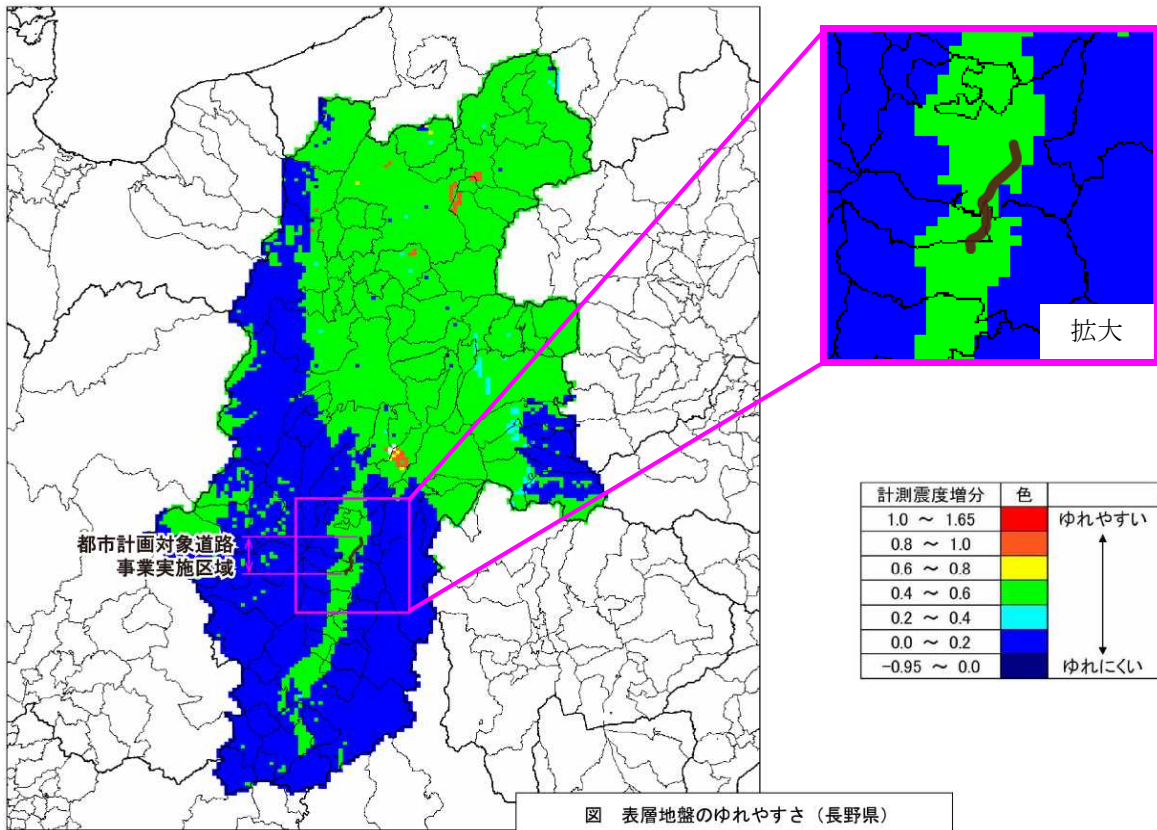 拡大
都市計画対象道路
事業実施区域
計測震度増分 色
1.0 ～ 1.65 ゆれやすい
0.8 ～ 1.0
0.6 ～ 0.8
0.4 ～ 0.6
0.2 ～ 0.4
0.0 ～ 0.2
-0.95 ～ 0.0 ゆれにくい
図 表層地盤のゆれやすさ（長野県）